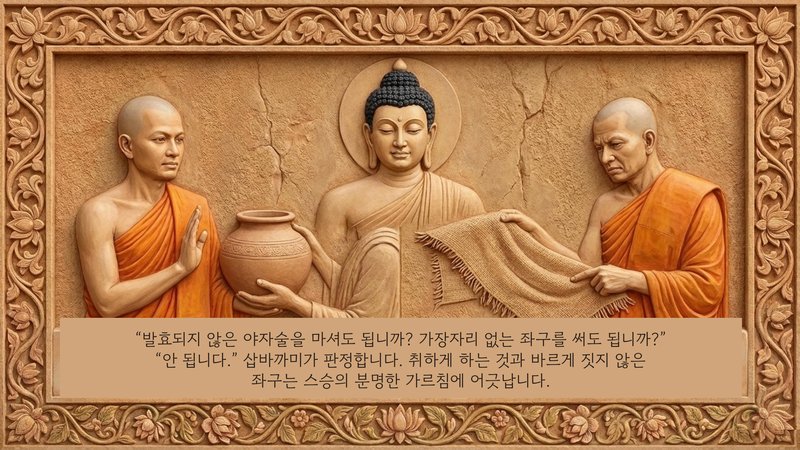 “발효되지 않은 야자술을 마셔도 됩니까? 가장자리 없는 좌구를 써도 됩니까?”
“안 됩니다.” 삽바까미가 판정합니다. 취하게 하는 것과 바르게 짓지 않은
좌구는 스승의 분명한 가르침에 어긋납니다.